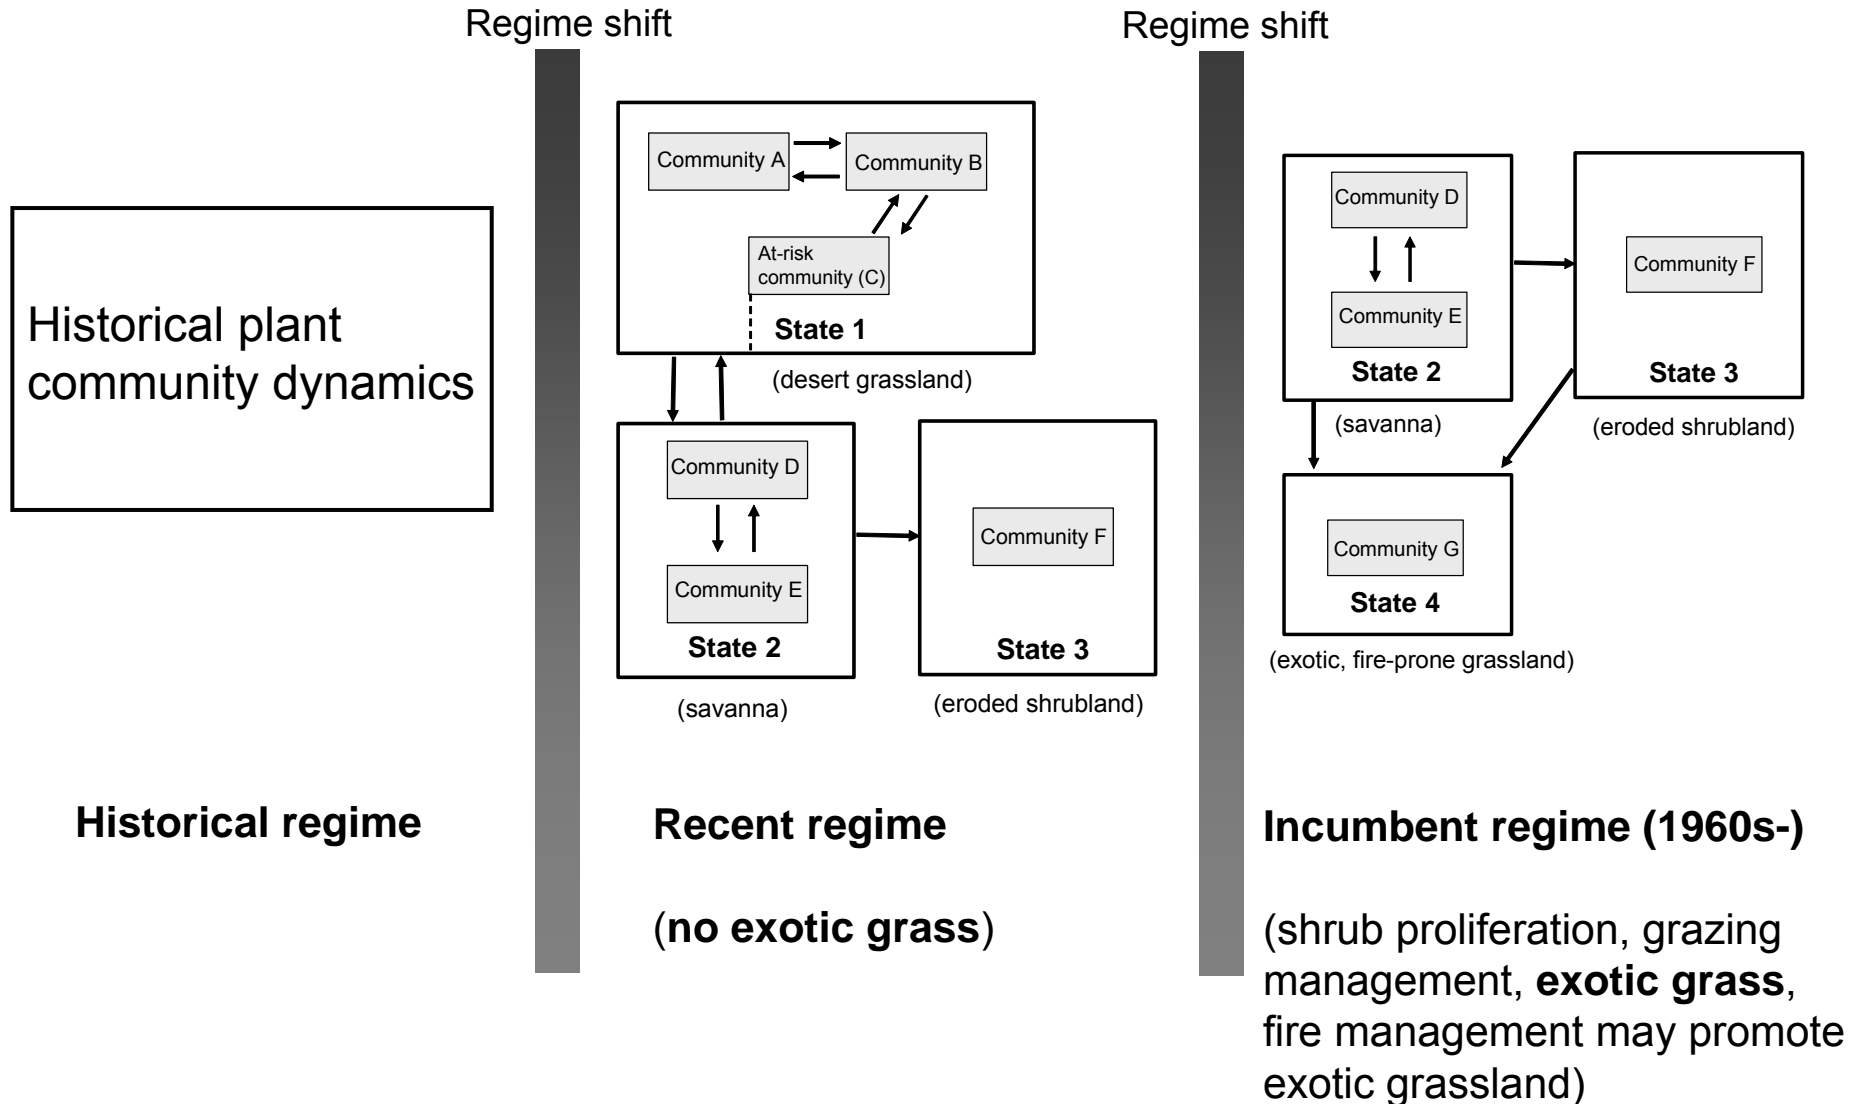 Regime shift
Regime shift
Historical plant
community dynamics
Historical regime
Community A
Community B
At-risk
community (C)
State 1
(desert grassland)
Community D
Community E
State 2
(savanna)
Community F
State 3
(eroded shrubland)
Recent regime
(no exotic grass)
Community D
Community E
State 2
(savanna)
Community F
State 3
(eroded shrubland)
Community G
State 4
(exotic, fire-prone grassland)
Incumbent regime (1960s-)
(shrub proliferation, grazing
management, exotic grass,
fire management may promote
exotic grassland)